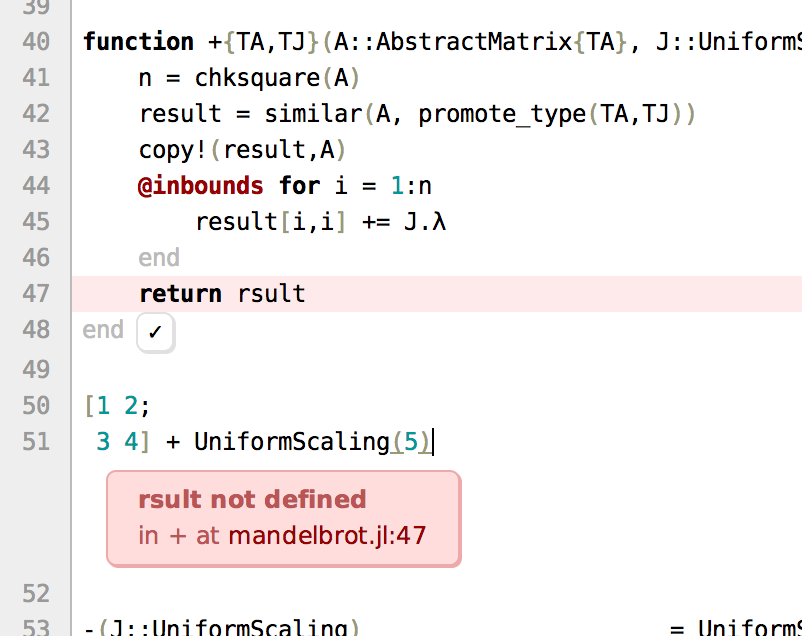 39
40 function +{TA,TJ}(A::AbstractMatrix{TA}, J::UniformS
41 n = chksquare(A)
42 result = similar(A, promote_type(TA,TJ))
43 copy!(result,A)
44 @inbounds for i = 1:n
45 result[i,i] += J.λ
46 end
47 return rsult
48 end ✓
49
50 [1 2;
51 3 4] + UniformScaling(5)
rsult not defined
in + at mandelbrot.jl:47
52
53 -(J::UniformScaling) = UniformS